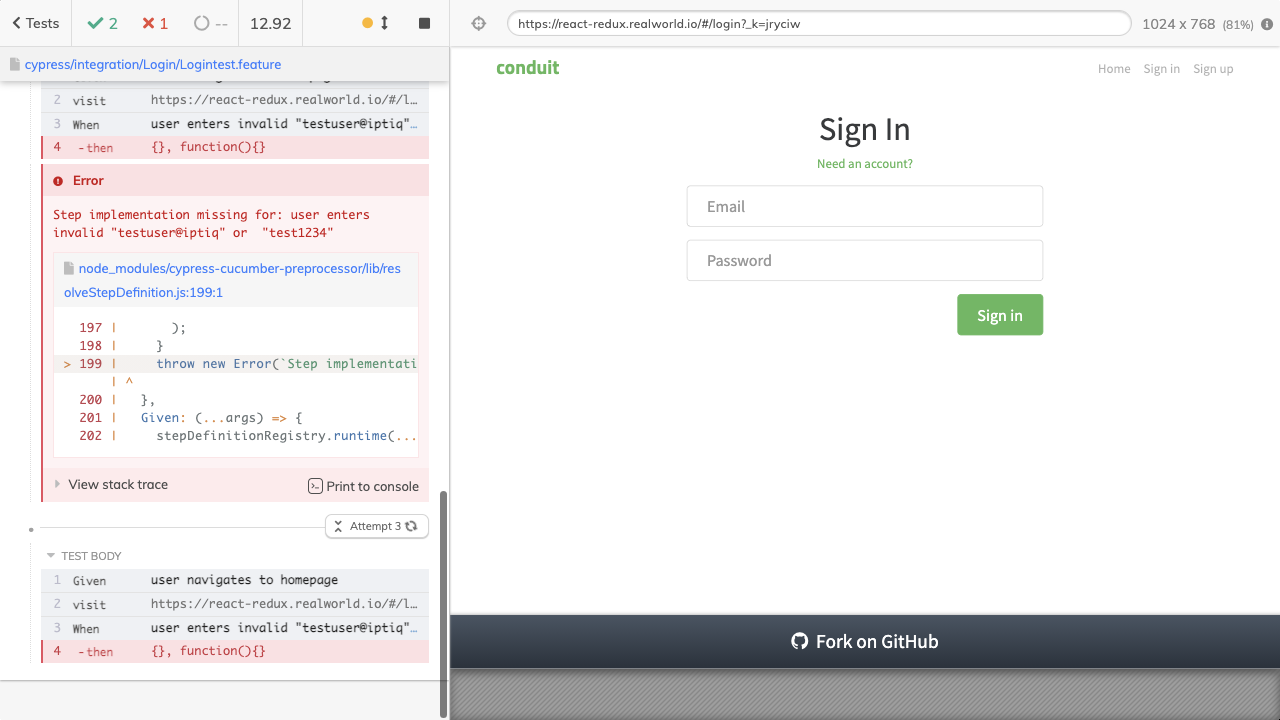 Tests
2
1
--
12.92
https://react-redux.realworld.io/#/login?_k=jryciw
1024 x 768 (81%)
cypress/integration/Login/Logintest.feature
2 visit https://react-redux.realworld.io/#/l…
3 When user enters invalid "testuser@iptiq"…
4 -then {}, function(){}
Error
Step implementation missing for: user enters
invalid "testuser@iptiq" or  "test1234"
node_modules/cypress-cucumber-preprocessor/lib/res
olveStepDefinition.js:199:1
197 | );
198 | }
> 199 | throw new Error(`Step implementati
| ^
200 | },
201 | Given: (...args) => {
202 | stepDefinitionRegistry.runtime(...
View stack trace
Print to console
Attempt 3
TEST BODY
1 Given user navigates to homepage
2 visit https://react-redux.realworld.io/#/l…
3 When user enters invalid "testuser@iptiq"…
4 -then {}, function(){}
conduit
Home Sign in Sign up
Sign In
Need an account?
Email
Password
Sign in
Fork on GitHub